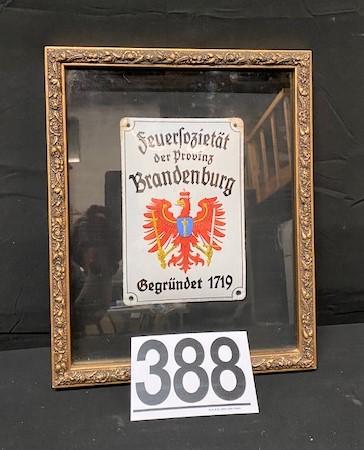 Feuersozietät
der Provinz
Brandenburg
Gegründet 1719
388